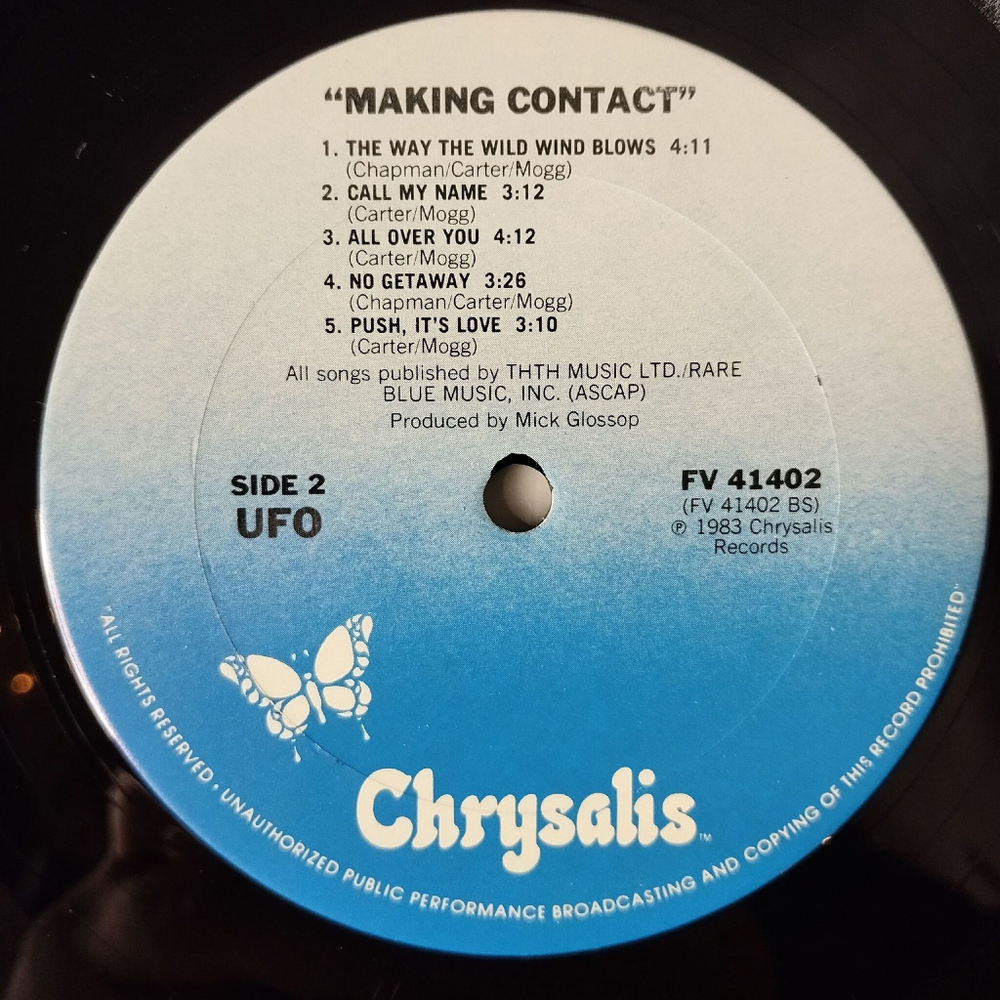 “MAKING CONTACT”
1. THE WAY THE WILD WIND BLOWS 4:11
(Chapman/Carter/Mogg)
2. CALL MY NAME 3:12
(Carter/Mogg)
3. ALL OVER YOU 4:12
(Carter/Mogg)
4. NO GETAWAY 3:26
(Chapman/Carter/Mogg)
5. PUSH, IT'S LOVE 3:10
(Carter/Mogg)
All songs published by THTH MUSIC LTD./RARE
BLUE MUSIC, INC. (ASCAP)
Produced by Mick Glossop
SIDE 2
UFO
FV 41402
(FV 41402 BS)
℗ 1983 Chrysalis
Records
Chrysalis™
"ALL RIGHTS RESERVED. UNAUTHORIZED PUBLIC PERFORMANCE BROADCASTING AND COPYING OF THIS RECORD PROHIBITED"